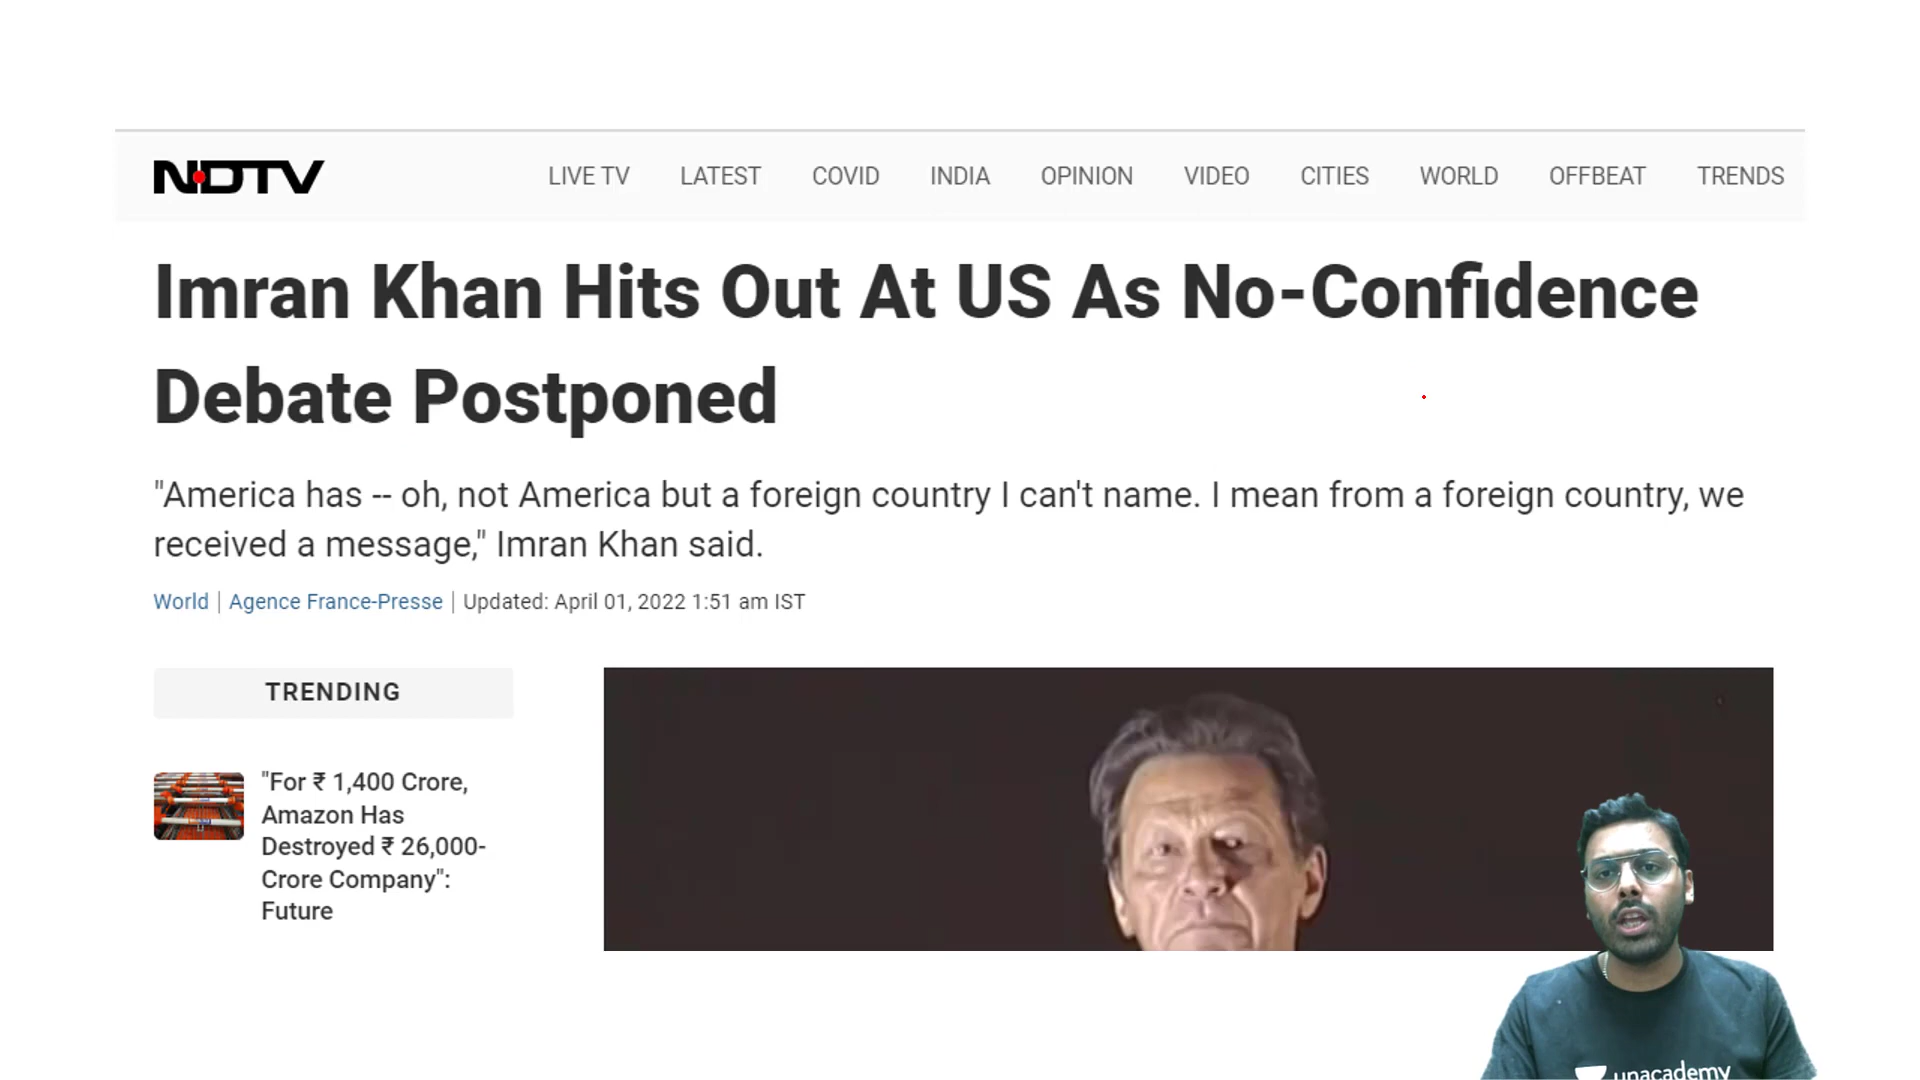 NDTV
LIVE TV LATEST COVID INDIA OPINION VIDEO CITIES WORLD OFFBEAT TRENDS
Imran Khan Hits Out At US As No-Confidence
Debate Postponed
"America has -- oh, not America but a foreign country I can't name. I mean from a foreign country, we
received a message," Imran Khan said.
World | Agence France-Presse | Updated: April 01, 2022 1:51 am IST
TRENDING
"For ₹ 1,400 Crore,
Amazon Has
Destroyed ₹ 26,000-
Crore Company":
Future
unacademy